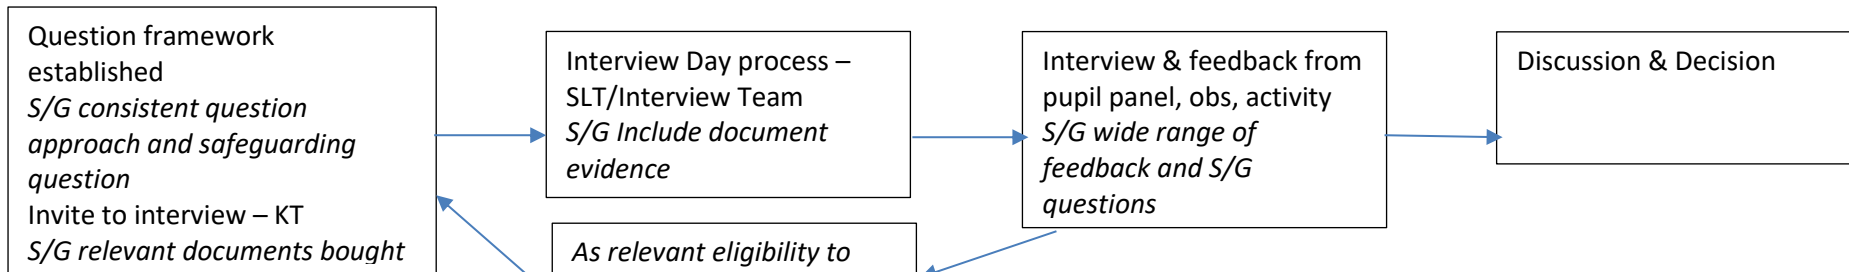 Question framework
established
S/G consistent question
approach and safeguarding
question
Invite to interview – KT
S/G relevant documents bought
Interview Day process –
SLT/Interview Team
S/G Include document
evidence
As relevant eligibility to
Interview & feedback from
pupil panel, obs, activity
S/G wide range of
feedback and S/G
questions
Discussion & Decision